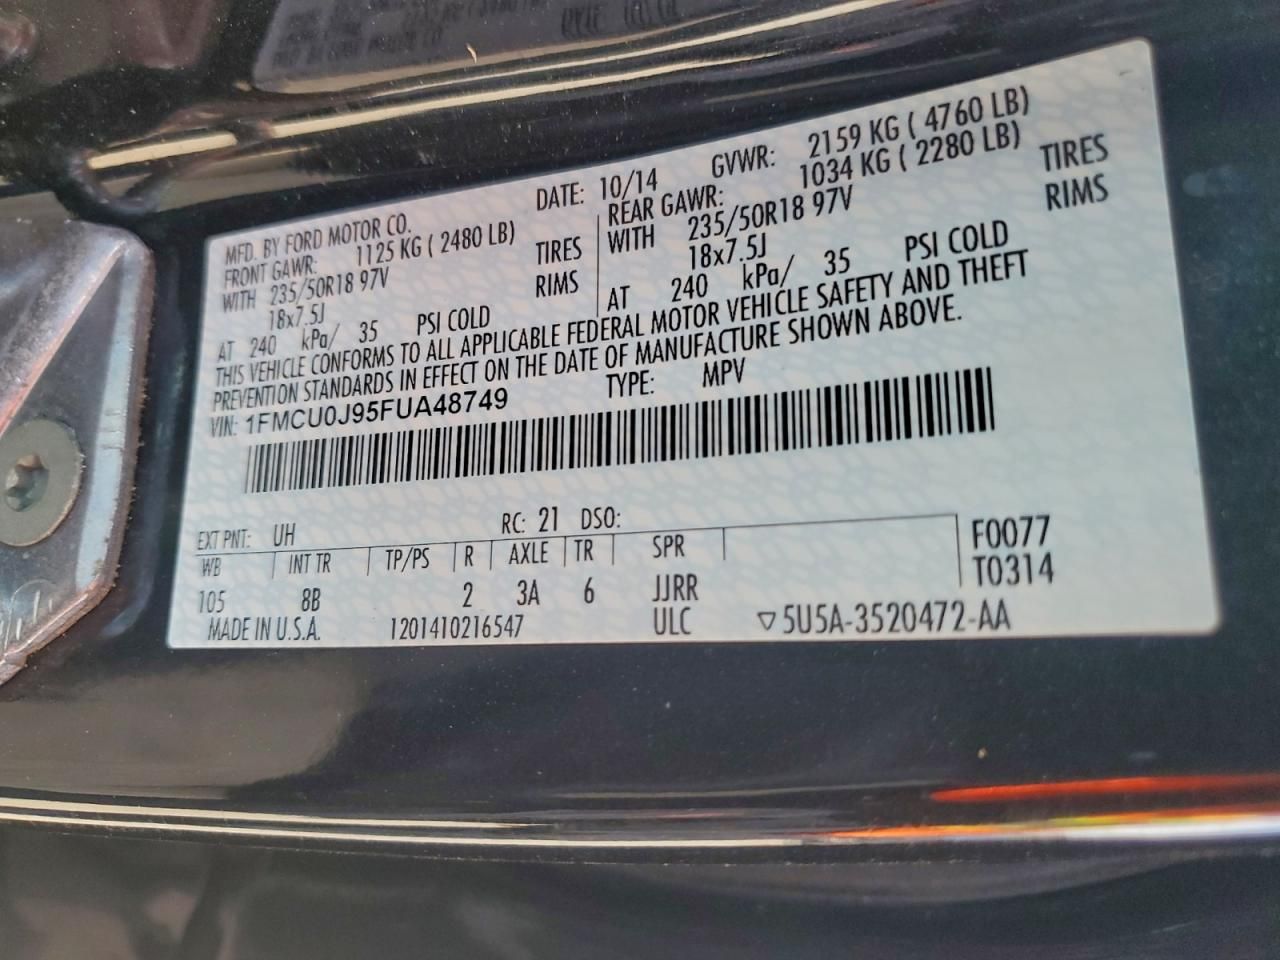 MFD. BY FORD MOTOR CO. DATE: 10/14 GVWR: 2159 KG ( 4760 LB)
FRONT GAWR: 1125 KG ( 2480 LB) REAR GAWR: 1034 KG ( 2280 LB)
WITH 235/50R18 97V TIRES WITH 235/50R18 97V TIRES
18x7.5J RIMS 18x7.5J RIMS
AT 240 kPa/ 35 PSI COLD AT 240 kPa/ 35 PSI COLD
THIS VEHICLE CONFORMS TO ALL APPLICABLE FEDERAL MOTOR VEHICLE SAFETY AND THEFT
PREVENTION STANDARDS IN EFFECT ON THE DATE OF MANUFACTURE SHOWN ABOVE.
VIN: 1FMCU0J95FUA48749 TYPE: MPV
EXT PNT: UH RC: 21 DSO:
WB INT TR TP/PS R AXLE TR SPR F0077
105 8B 2 3A 6 JJRR T0314
MADE IN U.S.A. 1201410216547 ULC ▽5U5A-3520472-AA